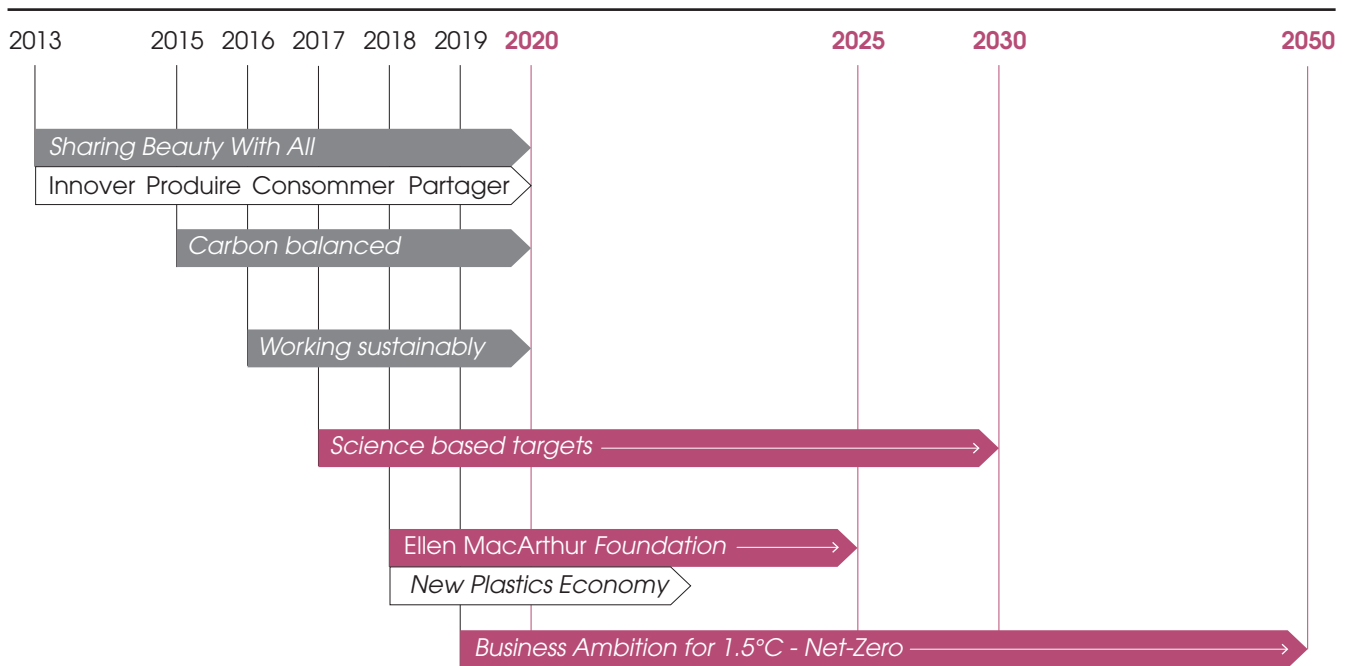 2013 2015 2016 2017 2018 2019 2020 2025 2030 2050
Sharing Beauty With All
Innover Produire Consommer Partager
Carbon balanced
Working sustainably
Science based targets
Ellen MacArthur Foundation
New Plastics Economy
Business Ambition for 1.5°C - Net-Zero